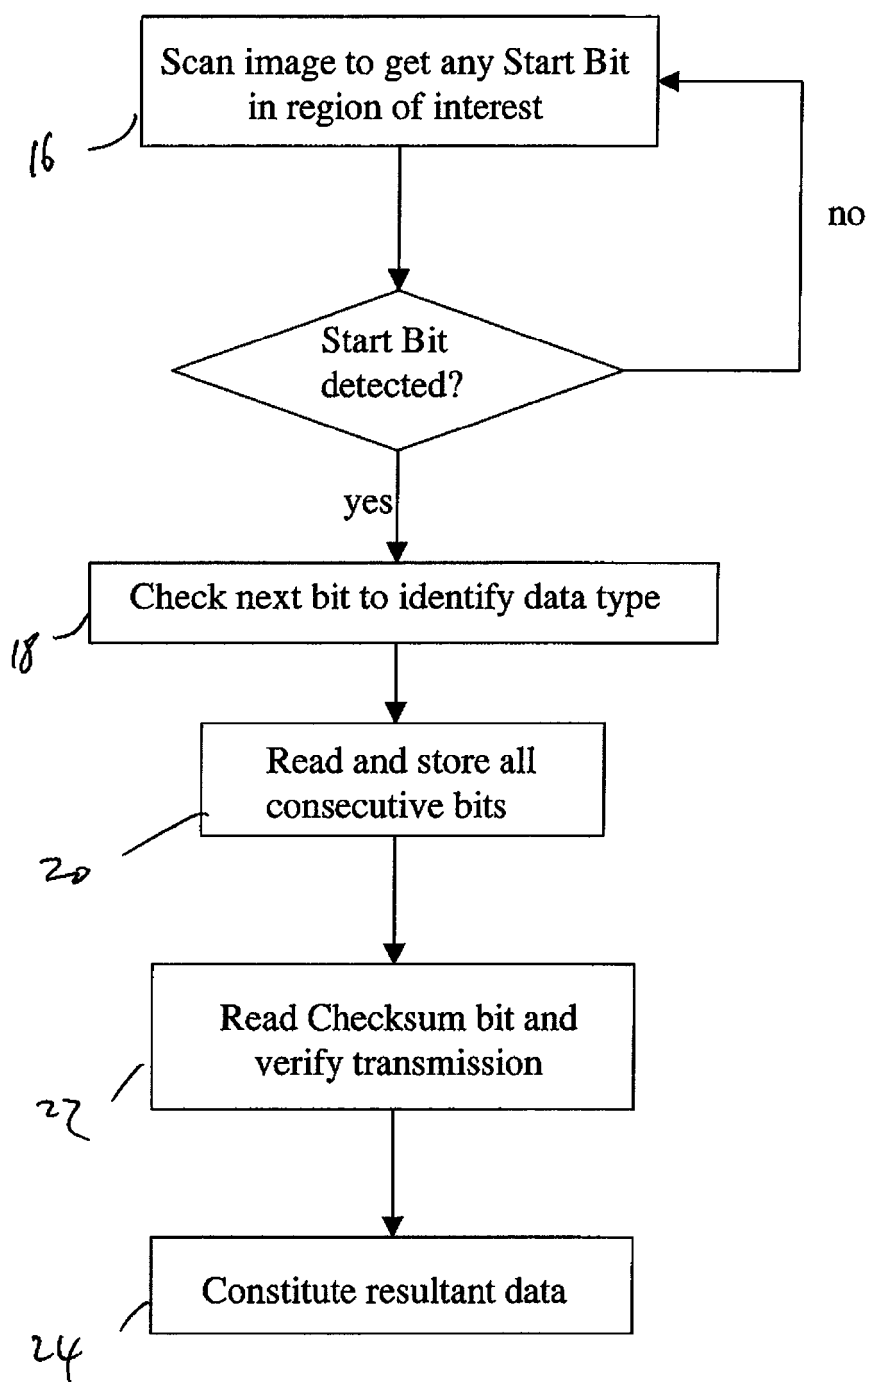 Scan image to get any Start Bit
in region of interest
16
no
Start Bit
detected?
yes
Check next bit to identify data type
18
Read and store all
consecutive bits
20
Read Checksum bit and
verify transmission
22
Constitute resultant data
24